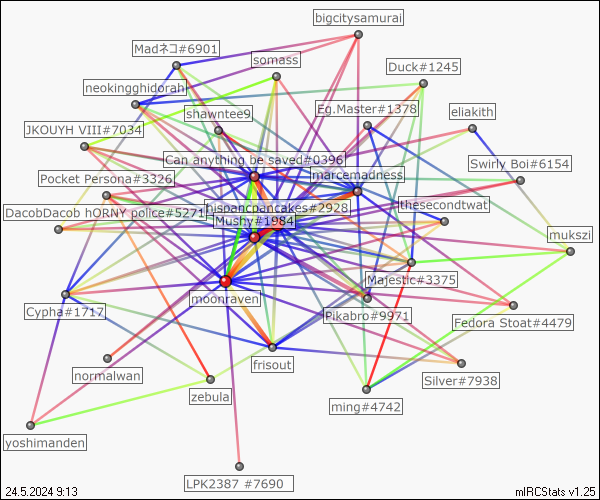 bigcitysamurai
Madネコ#6901
somass
Duck#1245
neokingghidorah
shawntee9
Eg.Master#1378
eliakith
JKOUYH VIII#7034
Can anything be saved#0396
Swirly Boi#6154
Pocket Persona#3326
marcemadness
DacobDacob hORNY police#5271
hispancpancakes#2928
thesecondtwat
Mushy#1984
mukszi
Majestic#3375
moonraven
Cypha#1717
Pikabro#9971
Fedora Stoat#4479
frisout
normalwan
Silver#7938
zebula
ming#4742
yoshimanden
LPK2387 #7690
24.5.2024 9:13
mIRCStats v1.25